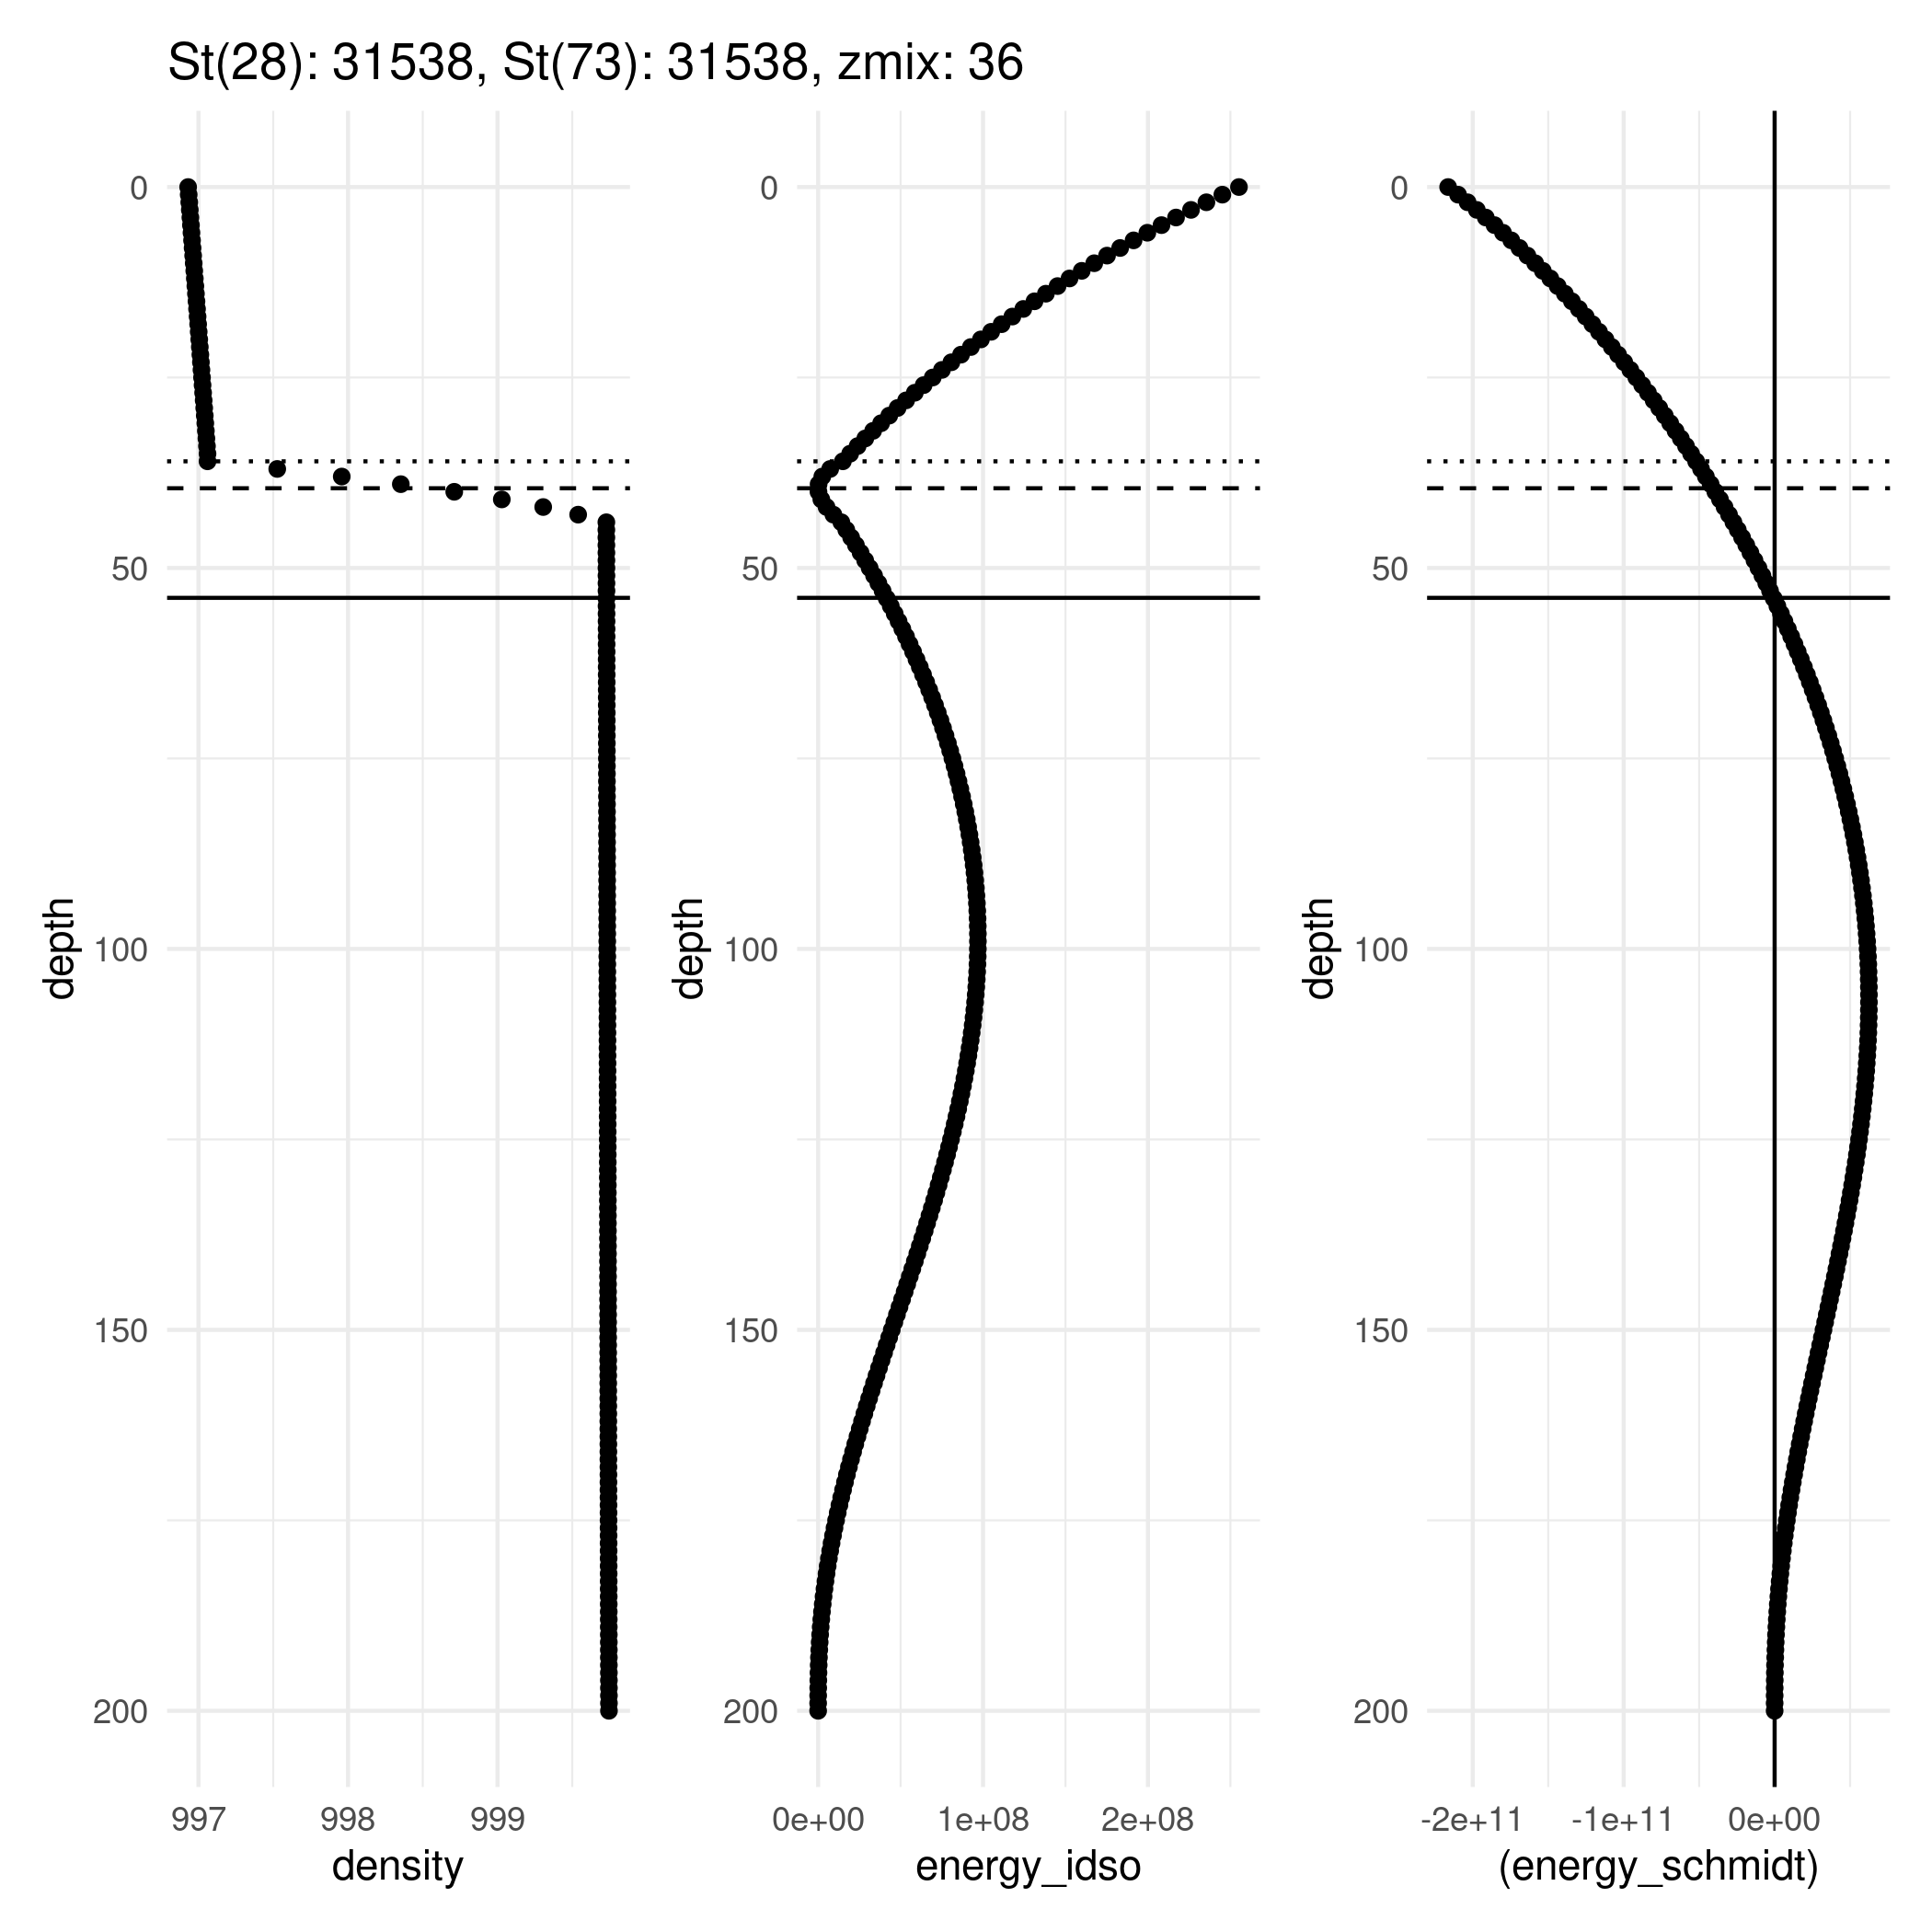 St(28): 31538, St(73): 31538, zmix: 36
0
50
100
150
200
depth
997 998 999
density
0
50
100
150
200
depth
0e+00 1e+08 2e+08
energy_idso
0
50
100
150
200
depth
-2e+11 -1e+11 0e+00
(energy_schmidt)